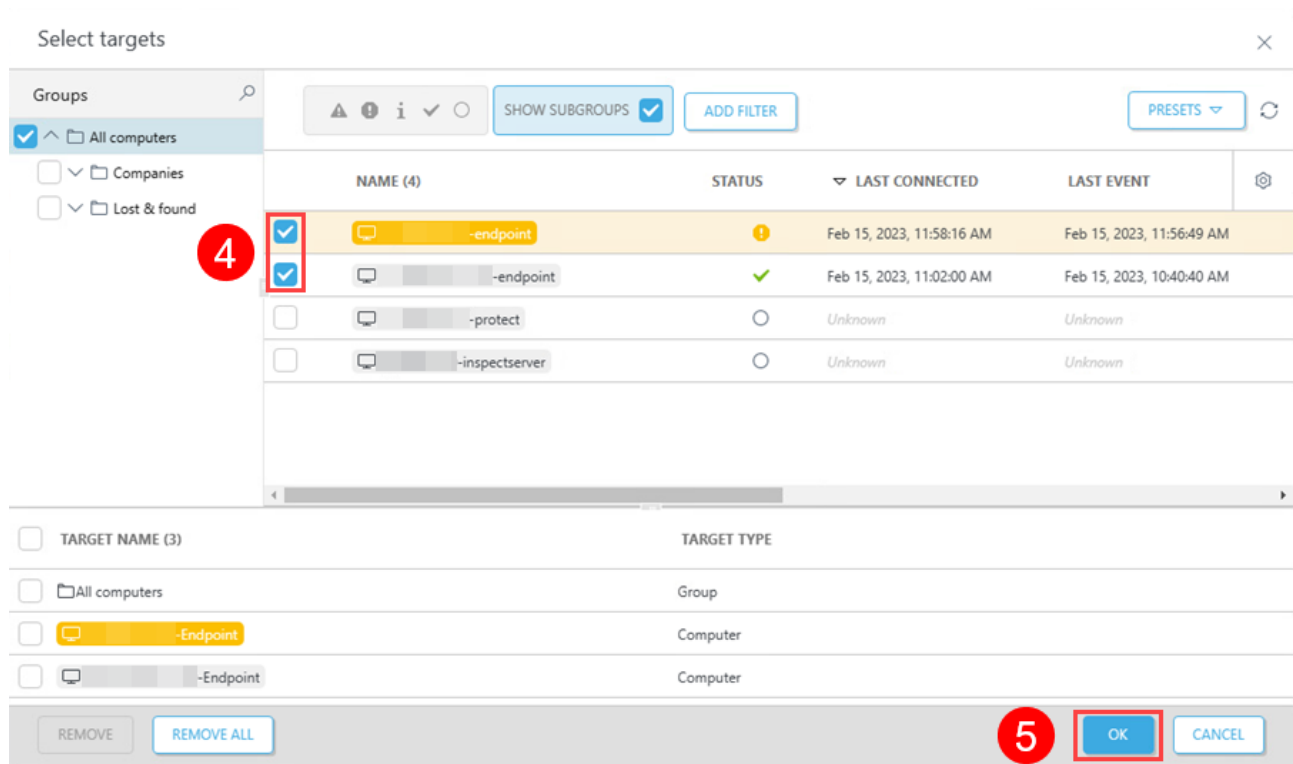 Select targets
Groups
SHOW SUBGROUPS ADD FILTER PRESETS
All computers
Companies
Lost & found
NAME (4) STATUS LAST CONNECTED LAST EVENT
4
-endpoint Feb 15, 2023, 11:58:16 AM Feb 15, 2023, 11:56:49 AM
-endpoint Feb 15, 2023, 11:02:00 AM Feb 15, 2023, 10:40:40 AM
-protect Unknown Unknown
-inspectserver Unknown Unknown
TARGET NAME (3) TARGET TYPE
All computers Group
-Endpoint Computer
-Endpoint Computer
REMOVE REMOVE ALL 5 OK CANCEL